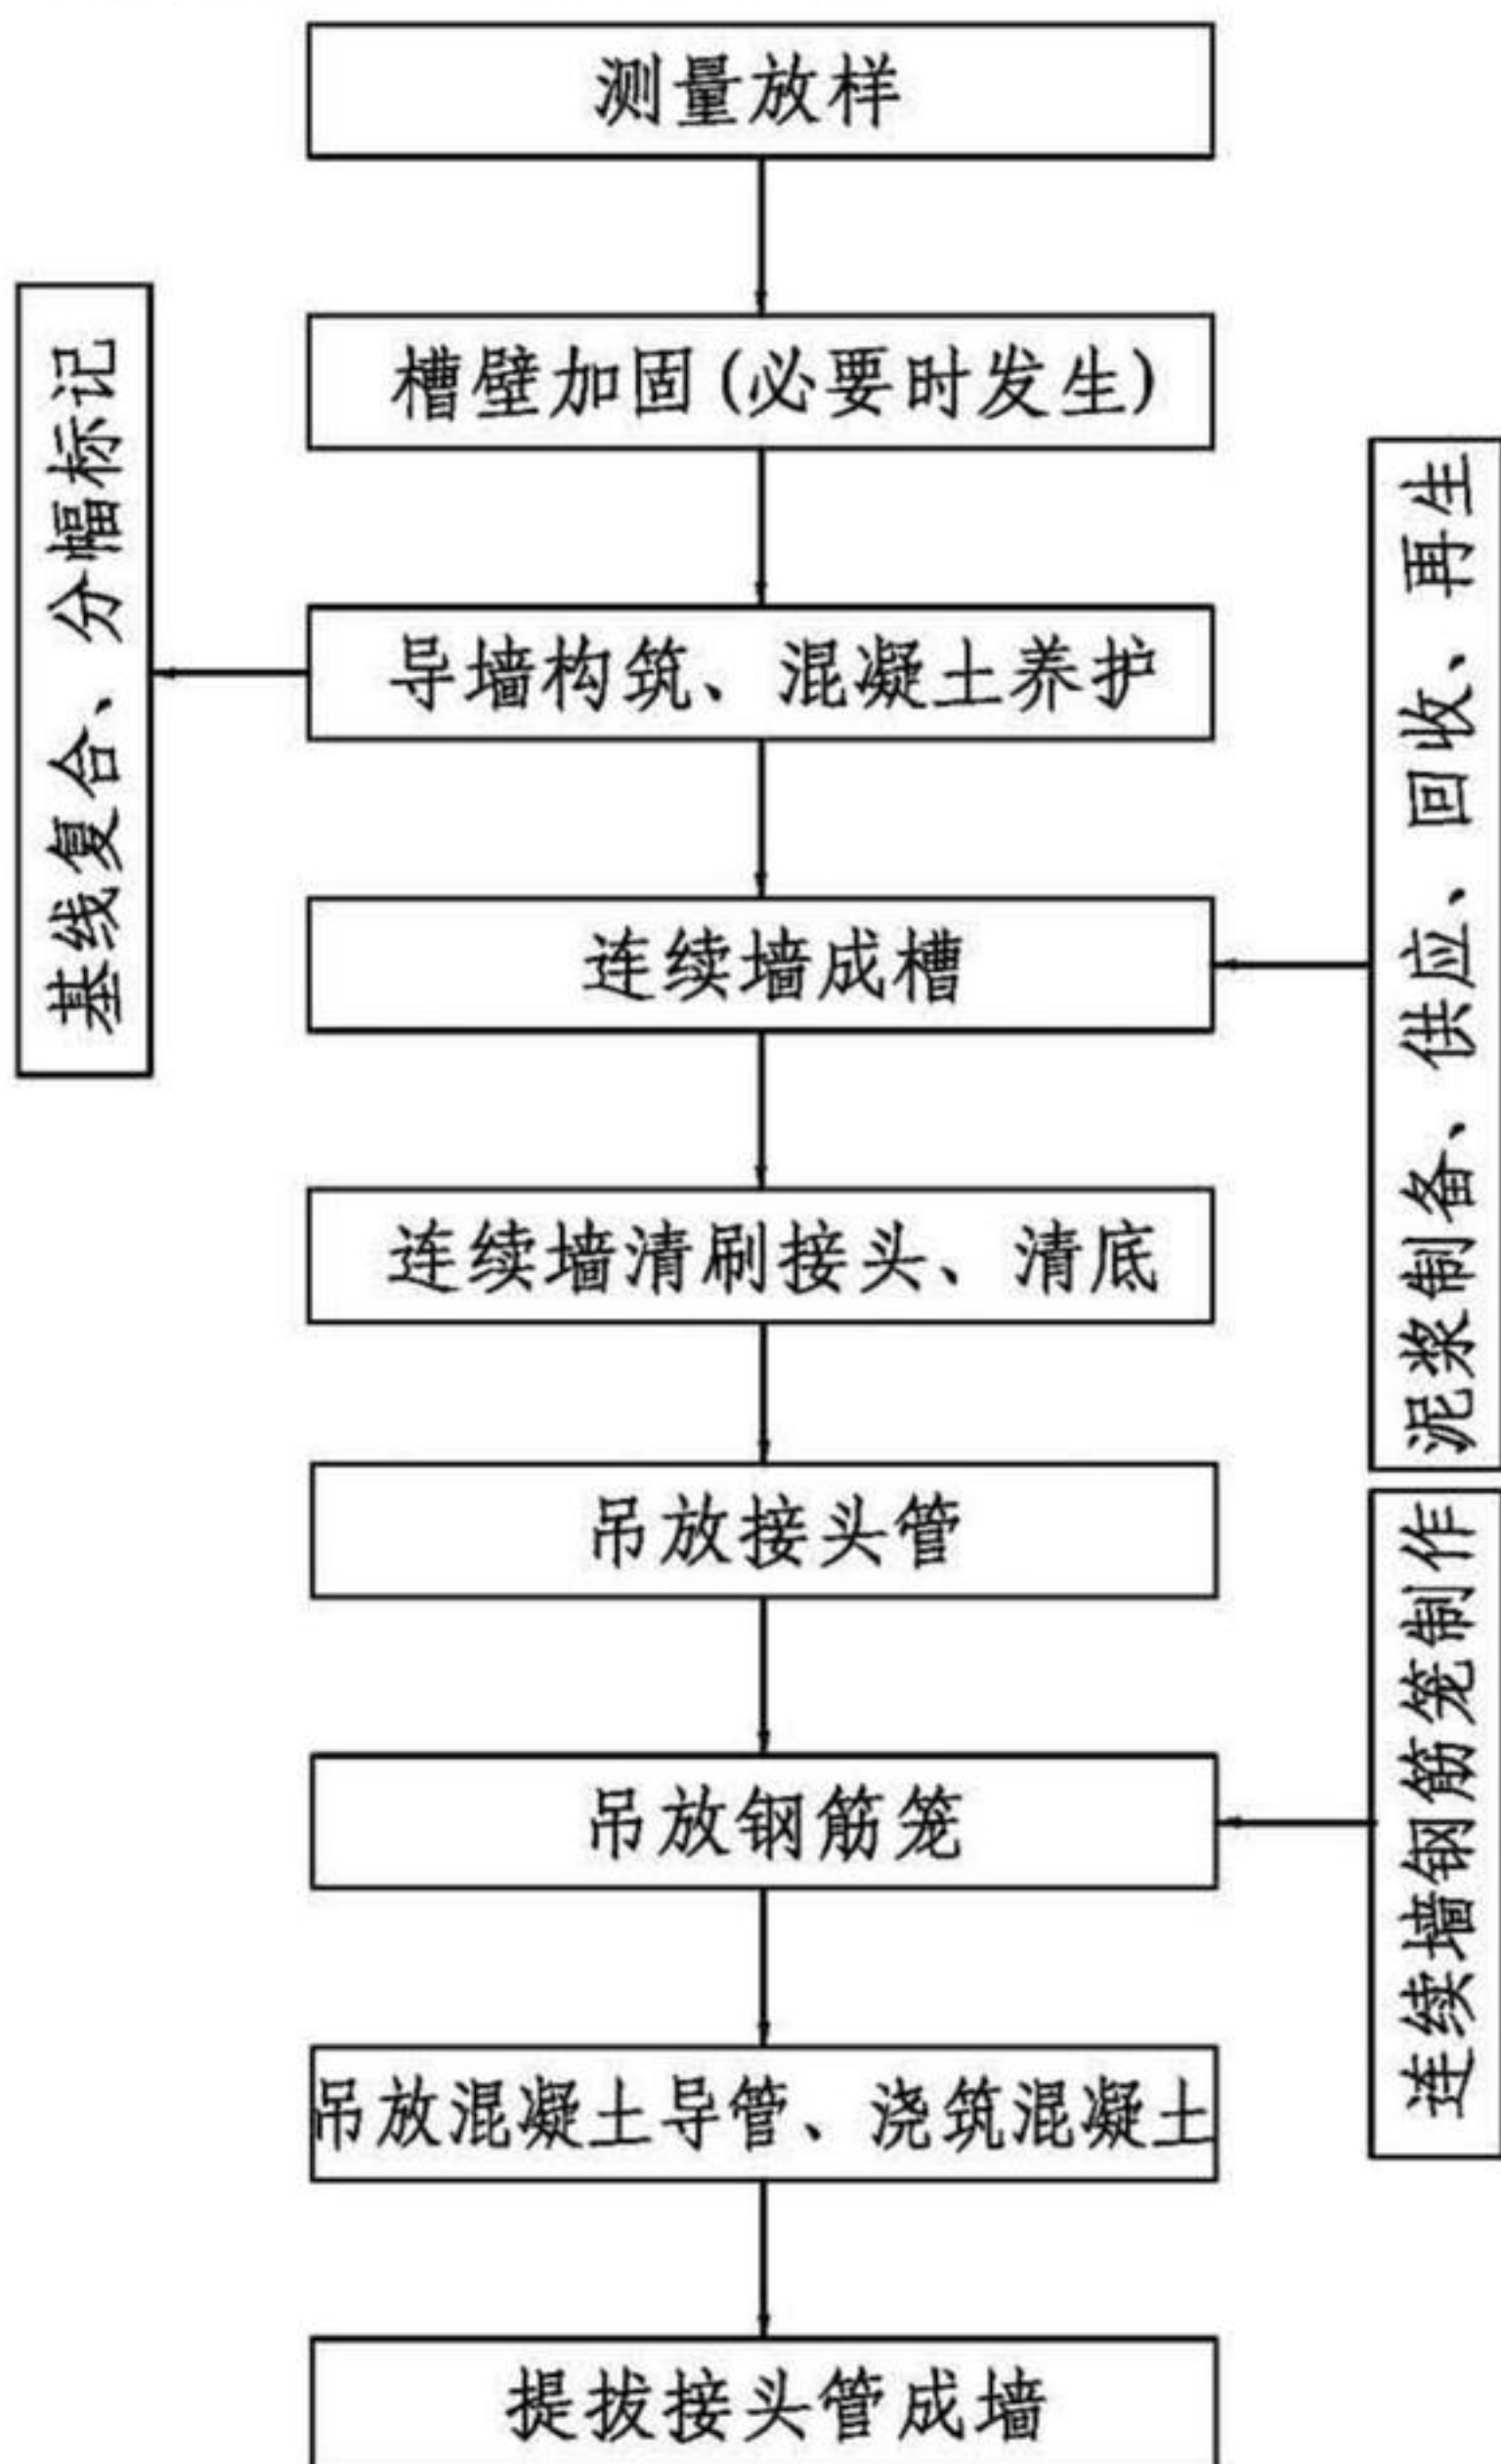 测量放样
槽壁加固(必要时发生)
基线复合、分幅标记
导墙构筑、混凝土养护
连续墙成槽
泥浆制备、供应、回收、再生
连续墙清刷接头、清底
吊放接头管
吊放钢筋笼
连续墙钢筋笼制作
吊放混凝土导管、浇筑混凝土
提拔接头管成墙